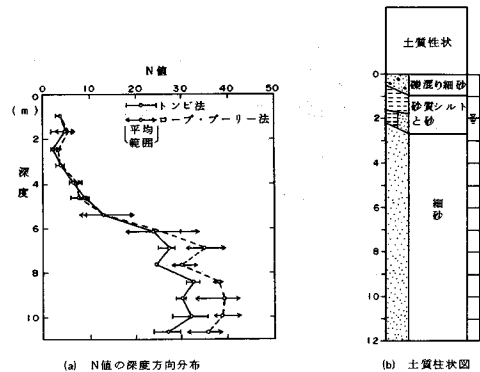 N値
0 10 20 30 40 50
(m)
0
2
4
6
8
10
深度
トンビ法
ロープ・プーリー法
平均
範囲
(a) N値の深度方向分布
土質性状
0
2
4
6
8
10
12
礫混り細砂
砂質シルト
と砂
細砂
(b) 土質柱状図